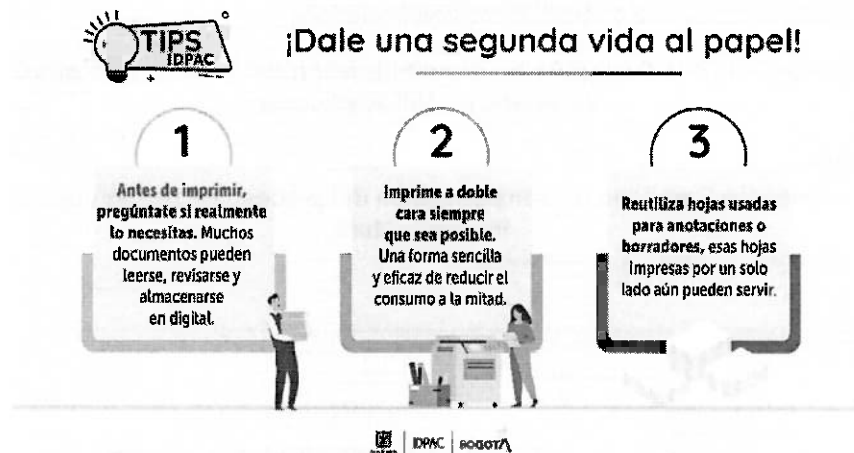 TIPS
IDPAC
¡Dale una segunda vida al papel!
1
Antes de imprimir,
pregúntate si realmente
lo necesitas. Muchos
documentos pueden
leerse, revisarse y
almacenarse
en digital.
2
Imprime a doble
cara siempre
que sea posible.
Una forma sencilla
y eficaz de reducir el
consumo a la mitad.
3
Reutiliza hojas usadas
para anotaciones o
borradores, esas hojas
impresas por un solo
lado aún pueden servir.
IDPAC
BOGOTÁ